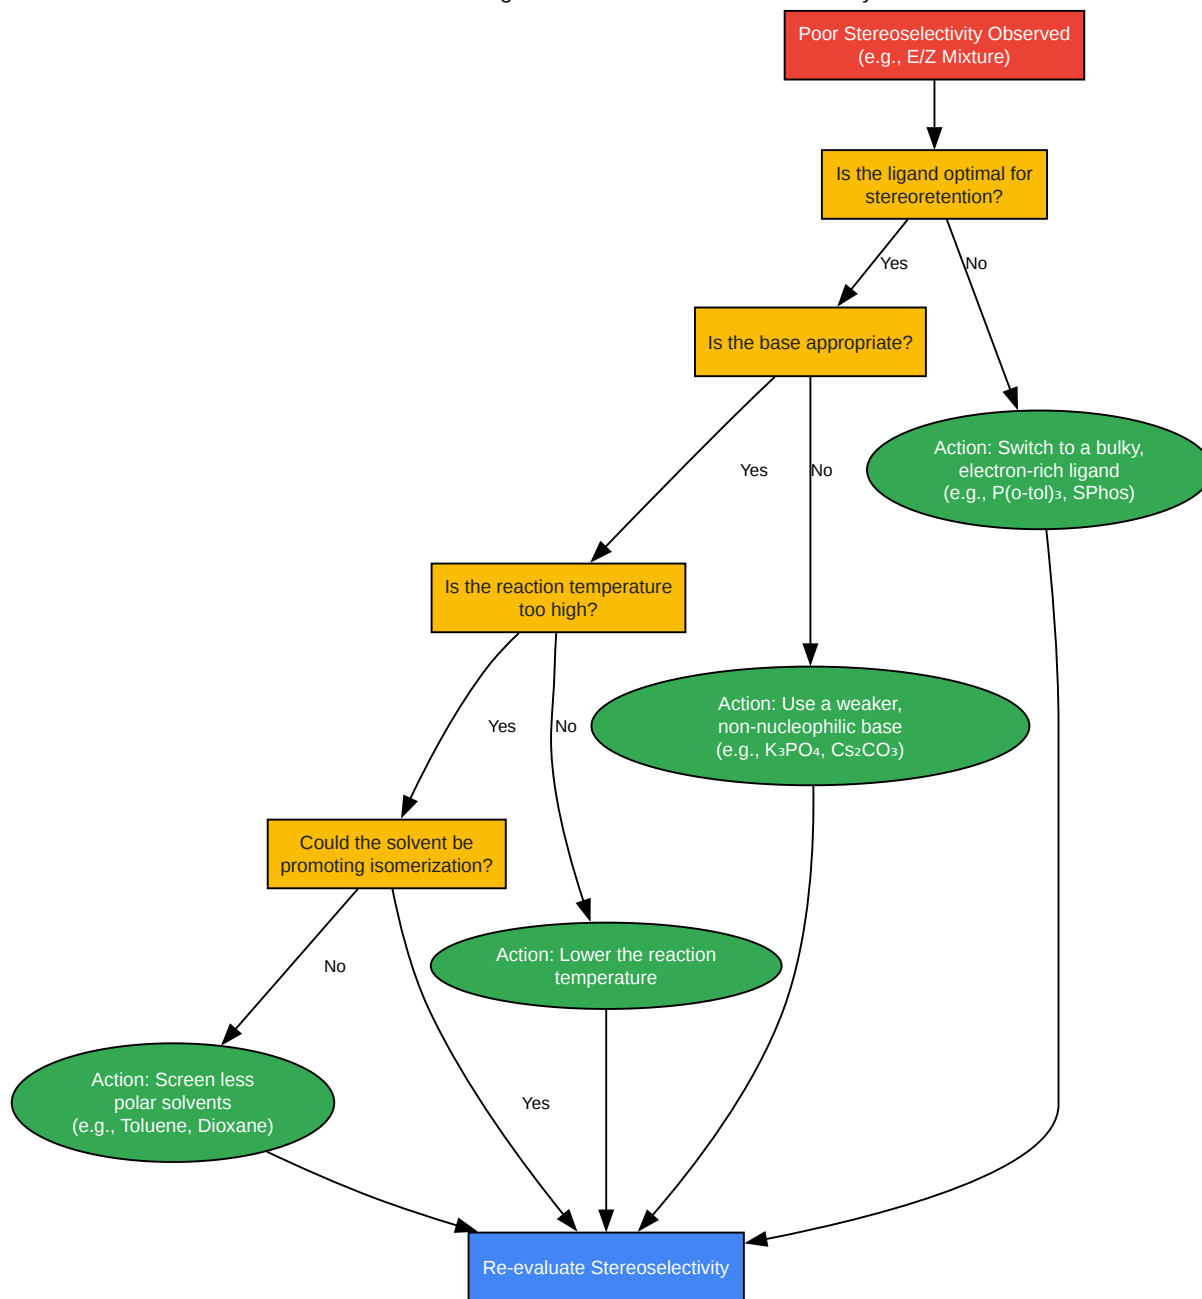 Poor Stereoselectivity Observed
(e.g., E/Z Mixture)
Is the ligand optimal for
stereoretention?
Yes
No
Is the base appropriate?
Action: Switch to a bulky,
electron-rich ligand
(e.g., P(o-tol)₃, SPhos)
Yes
No
Is the reaction temperature
too high?
Action: Use a weaker,
non-nucleophilic base
(e.g., K₃PO₄, Cs₂CO₃)
Yes
No
Could the solvent be
promoting isomerization?
Action: Lower the reaction
temperature
No
Yes
Action: Screen less
polar solvents
(e.g., Toluene, Dioxane)
Re-evaluate Stereoselectivity